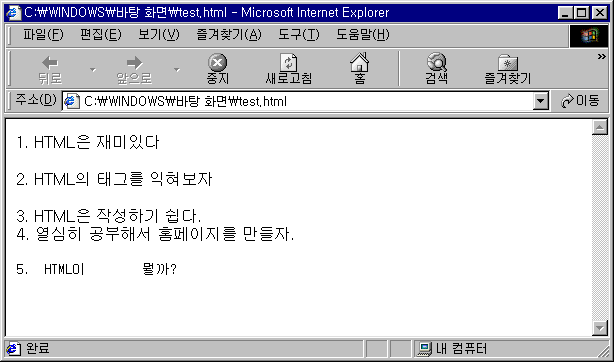 C:₩WINDOWS₩바탕 화면₩test.html - Microsoft Internet Explorer
파일(F) 편집(E) 보기(V) 즐겨찾기(A) 도구(T) 도움말(H)
뒤로 앞으로 중지 새로고침 홈 검색 즐겨찾기 »
주소(D) C:₩WINDOWS₩바탕 화면₩test.html 이동
1. HTML은 재미있다
2. HTML의 태그를 익혀보자
3. HTML은 작성하기 쉽다.
4. 열심히 공부해서 홈페이지를 만들자.
5. HTML이 뭘까?
완료 내 컴퓨터